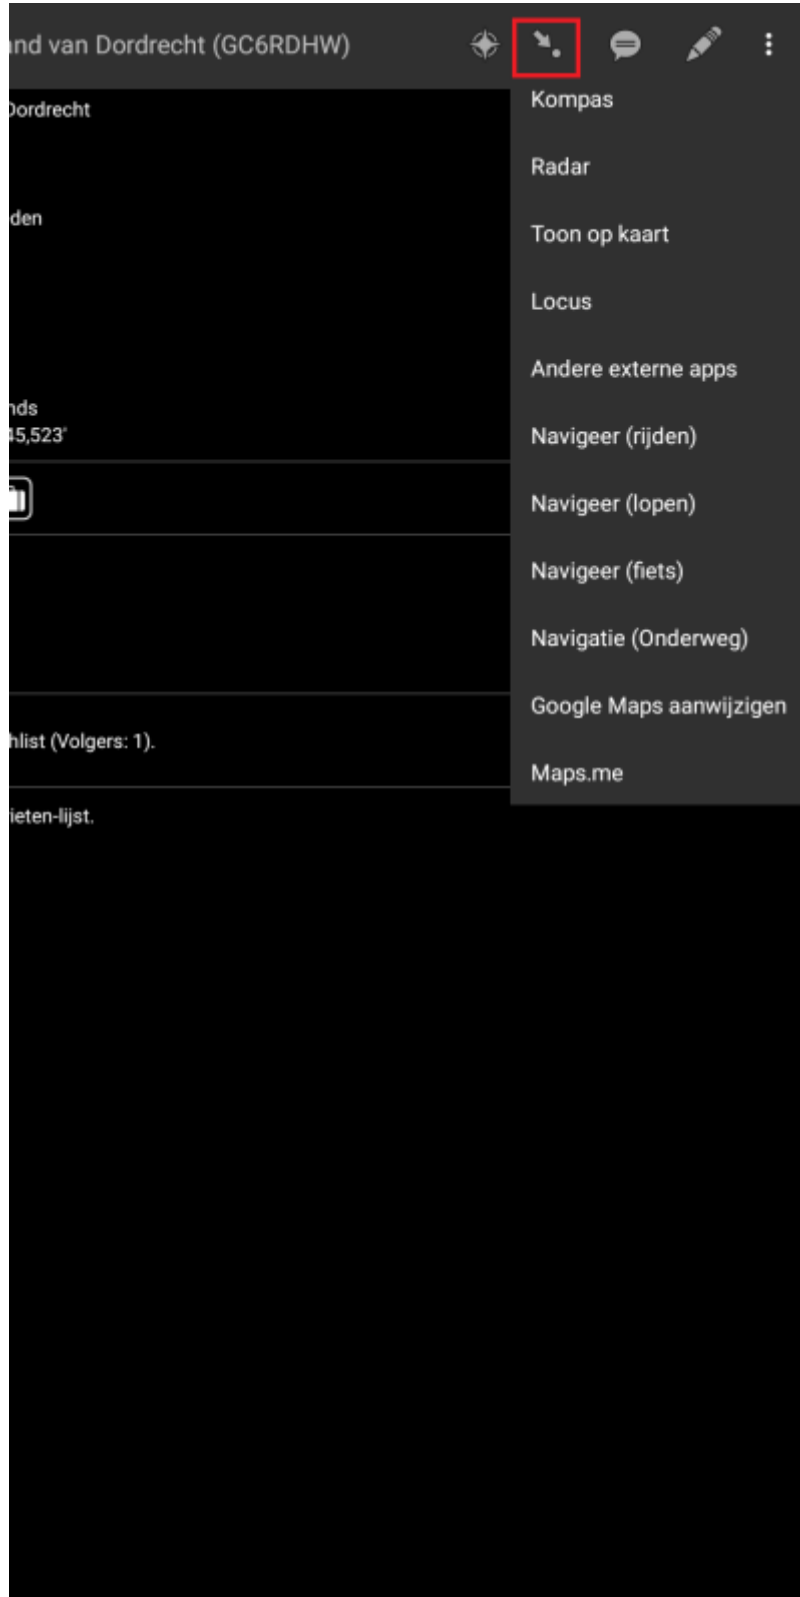 and van Dordrecht (GC6RDHW)
Dordrecht
den
nds
45,523'
hlist (Volgers: 1).
ieten-lijst.
Kompas
Radar
Toon op kaart
Locus
Andere externe apps
Navigeer (rijden)
Navigeer (lopen)
Navigeer (fiets)
Navigatie (Onderweg)
Google Maps aanwijzigen
Maps.me